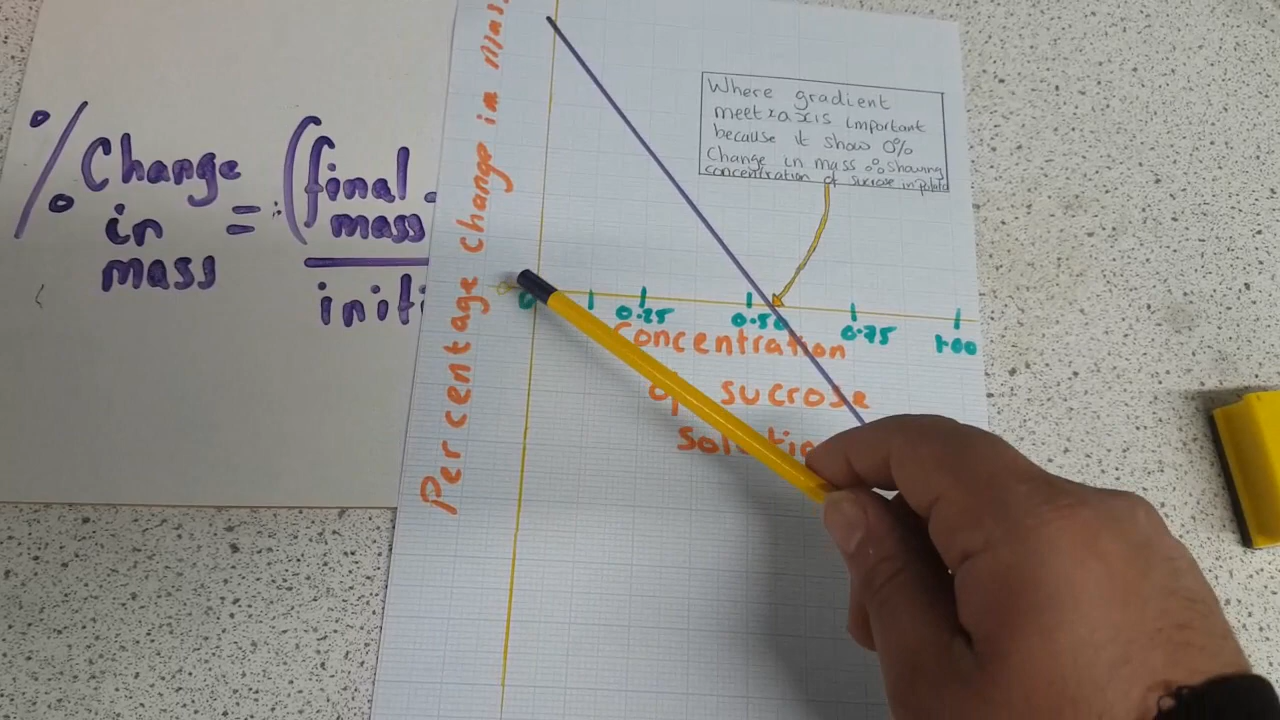 % Change
in
mass
=
(final -
mass
initi
Percentage change in mas
Where gradient
meet x axis important
because it show 0%
Change in mass ∴ showing
concentration of sucrose in potato
0
0.25
0.50
0.75
1.00
Concentration
of sucrose